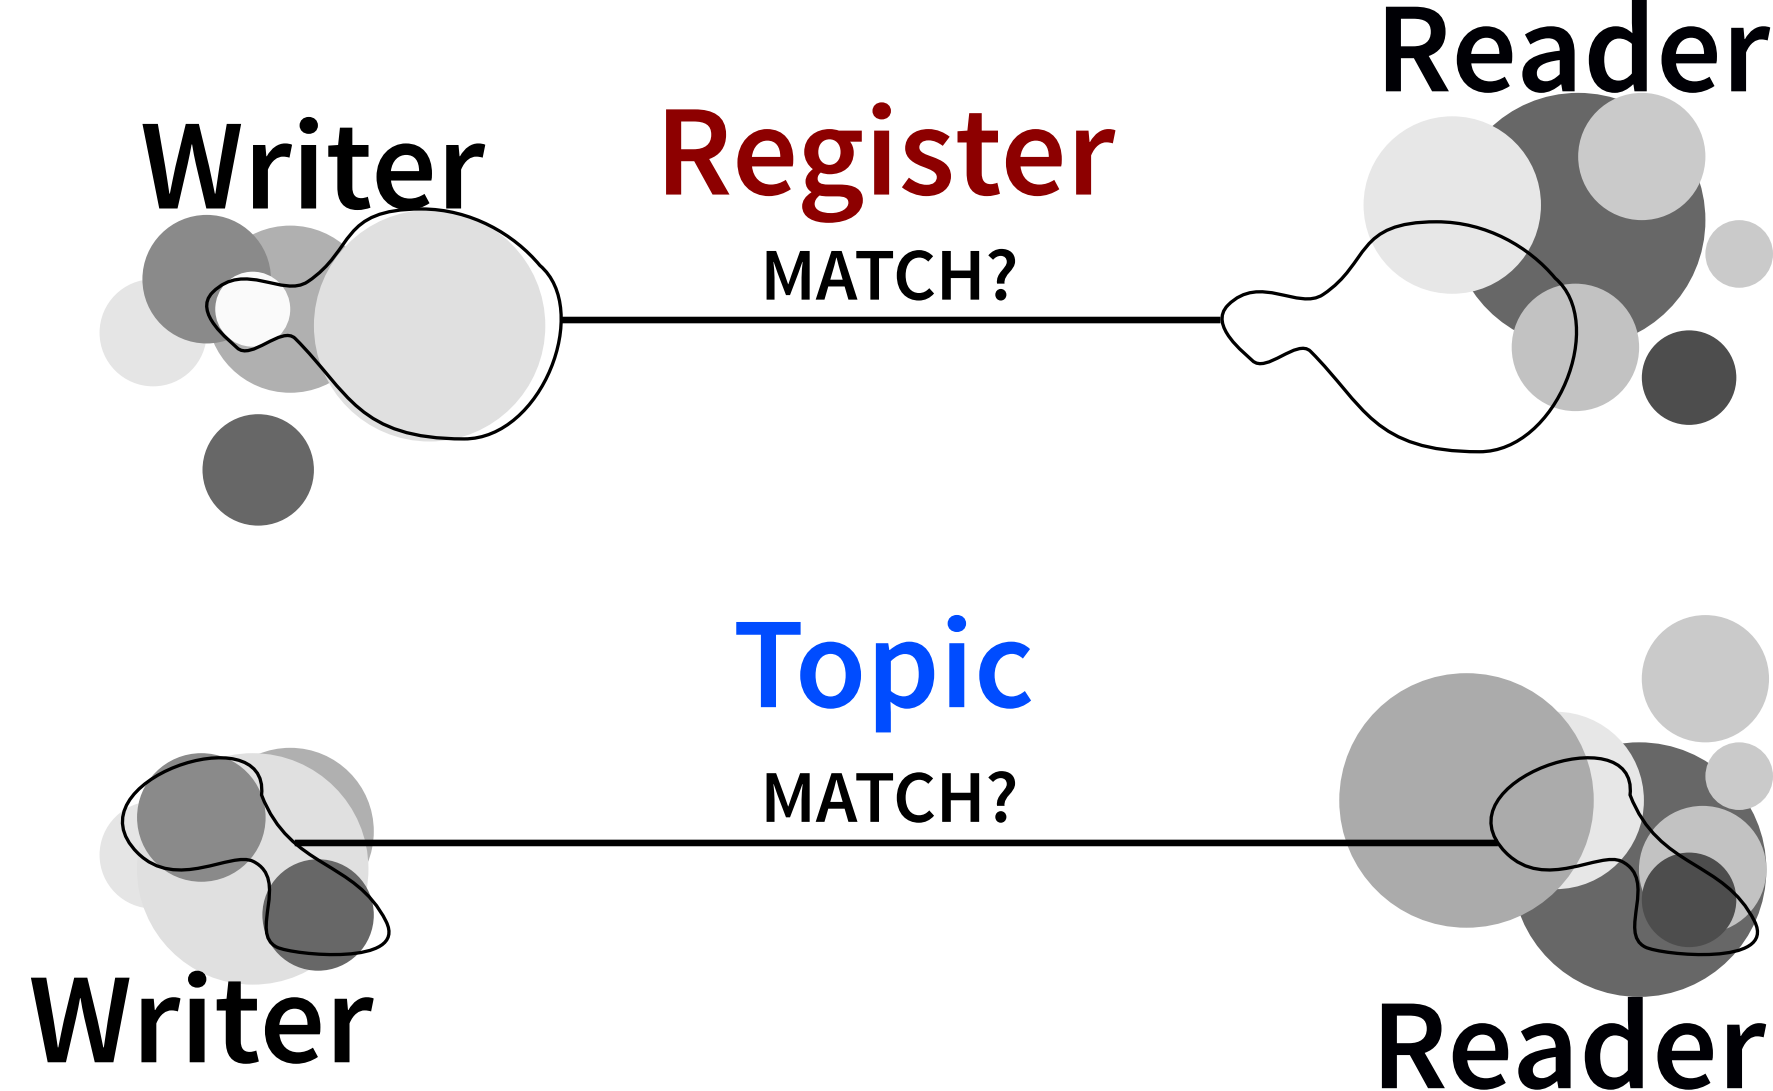 Reader
Writer
Register
MATCH?
Topic
MATCH?
Writer
Reader